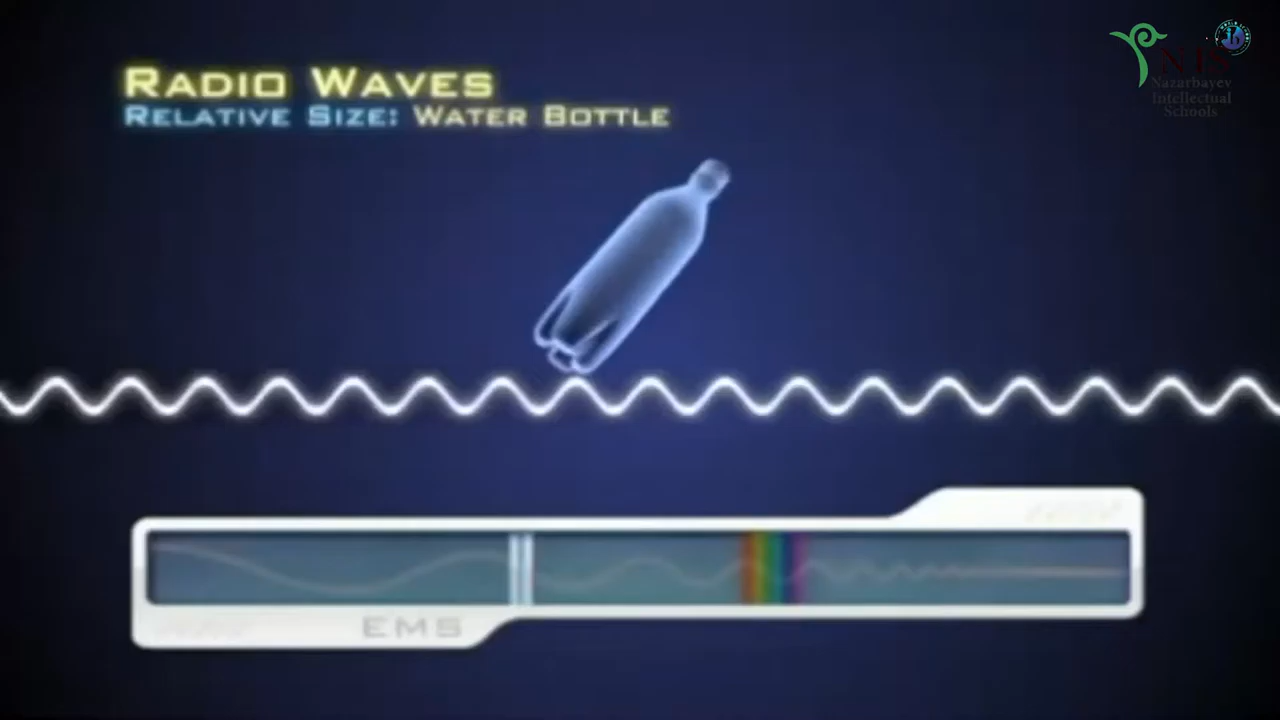 RADIO WAVES
RELATIVE SIZE: WATER BOTTLE
NIS
Nazarbayev
Intellectual
Schools
EMS